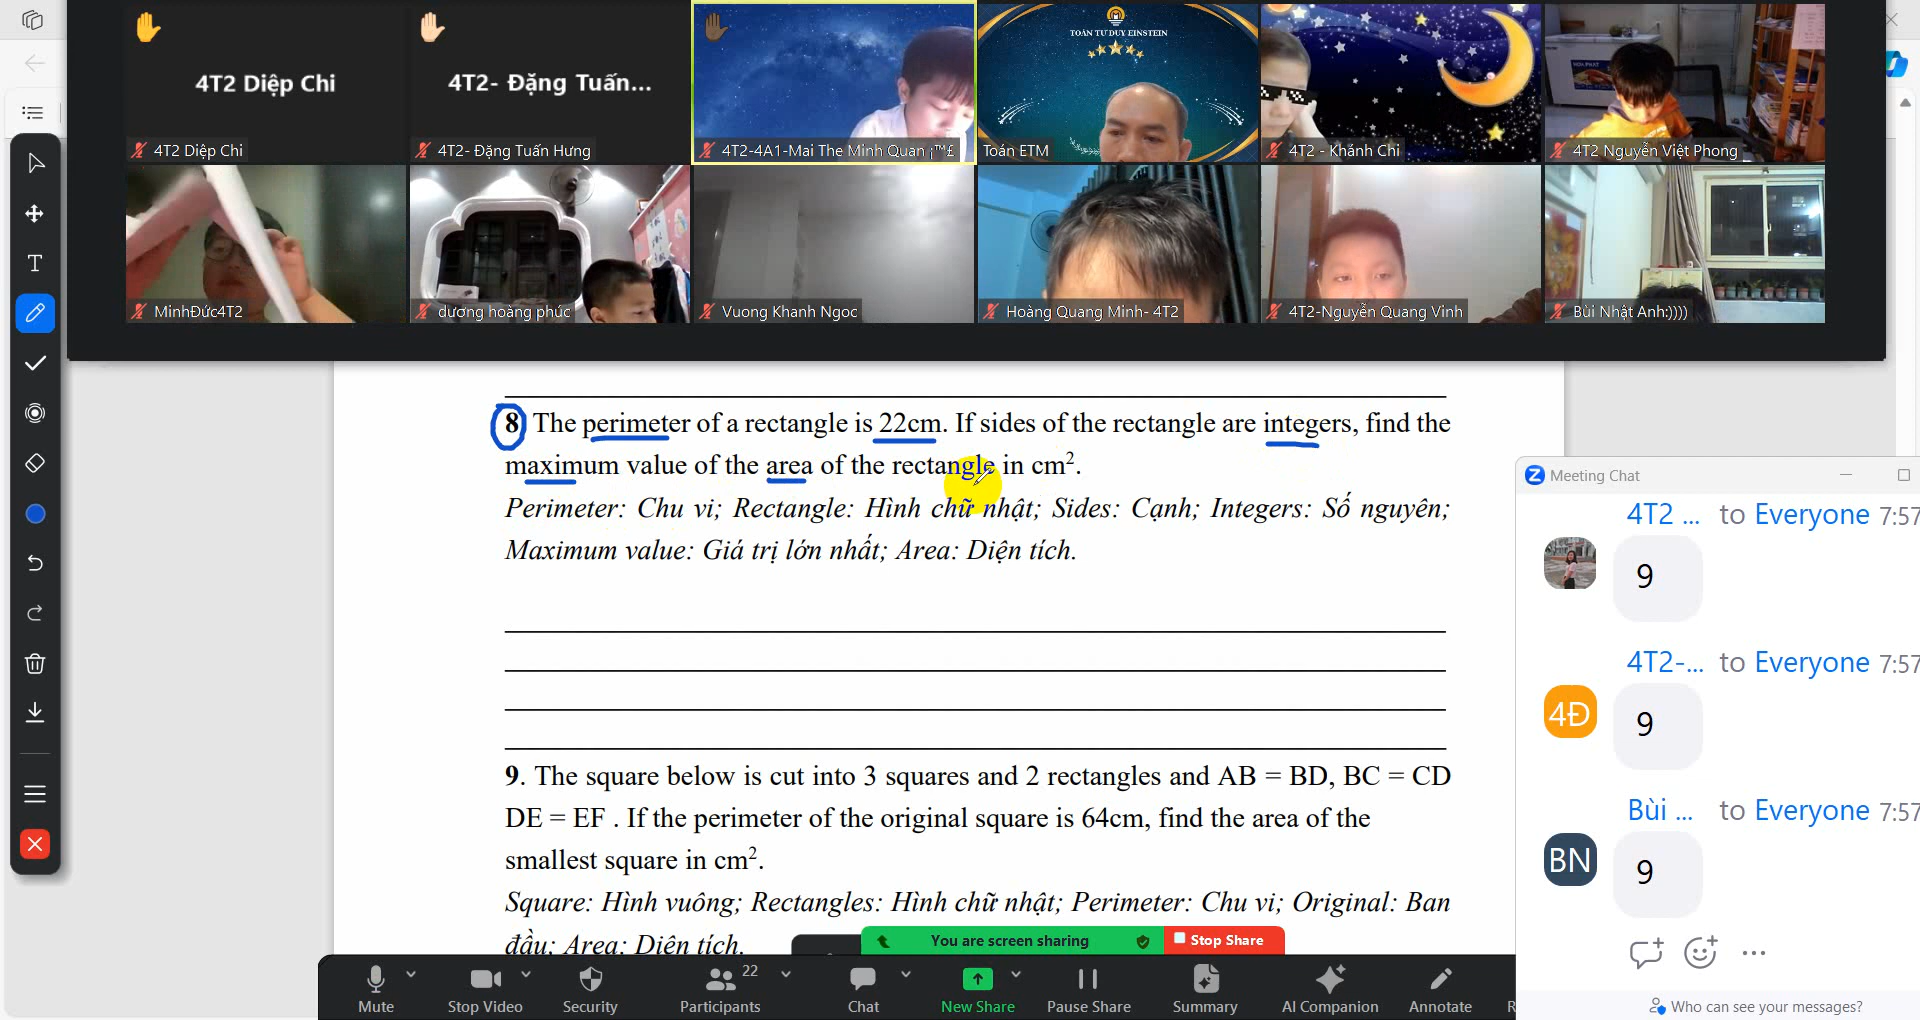 4T2 Diệp Chi
4T2- Đặng Tuấn...
TOÁN TƯ DUY EINSTEIN
4T2 Diệp Chi
4T2- Đặng Tuấn Hưng
4T2-4A1-Mai The Minh Quan ¡™£
Toán ETM
4T2 - Khánh Chi
4T2 Nguyễn Việt Phong
MinhĐức4T2
dương hoàng phúc
Vuong Khanh Ngoc
Hoàng Quang Minh- 4T2
4T2-Nguyễn Quang Vinh
Bùi Nhật Anh:))))
8 The perimeter of a rectangle is 22cm. If sides of the rectangle are integers, find the
maximum value of the area of the rectangle in cm².
Perimeter: Chu vi; Rectangle: Hình chữ nhật; Sides: Cạnh; Integers: Số nguyên;
Maximum value: Giá trị lớn nhất; Area: Diện tích.
9. The square below is cut into 3 squares and 2 rectangles and AB = BD, BC = CD
DE = EF . If the perimeter of the original square is 64cm, find the area of the
smallest square in cm².
Square: Hình vuông; Rectangles: Hình chữ nhật; Perimeter: Chu vi; Original: Ban
đầu; Area: Diện tích.
Meeting Chat
4T2 ... to Everyone 7:57
9
4T2-... to Everyone 7:57
4Đ
9
Bùi ... to Everyone 7:57
BN
9
Who can see your messages?
You are screen sharing
Stop Share
Mute
Stop Video
Security
Participants
22
Chat
New Share
Pause Share
Summary
AI Companion
Annotate